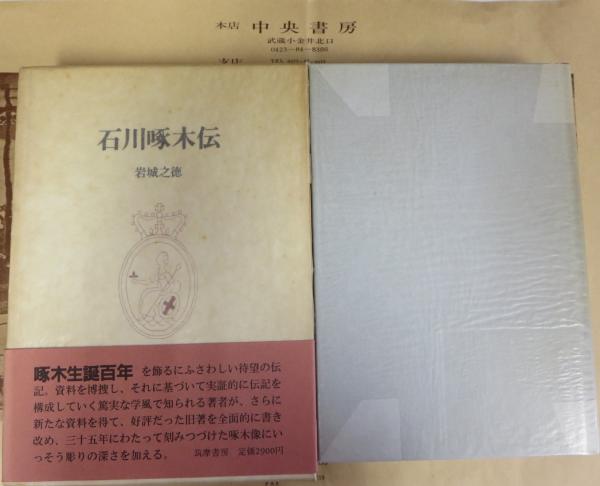 本店 中央書房
武蔵小金井北口
0423-84-8386
支店
石川啄木伝
岩城之徳
啄木生誕百年 を飾るにふさわしい待望の伝
記。資料を博捜し、それに基づいて実証的に伝記を
構成していく篤実な学風で知られる著者が、さらに
新たな資料を得て、好評だった旧著を全面的に書き
改め、三十五年にわたって刻みつづけた啄木像にい
っそう彫りの深さを加える。
筑摩書房 定価2900円